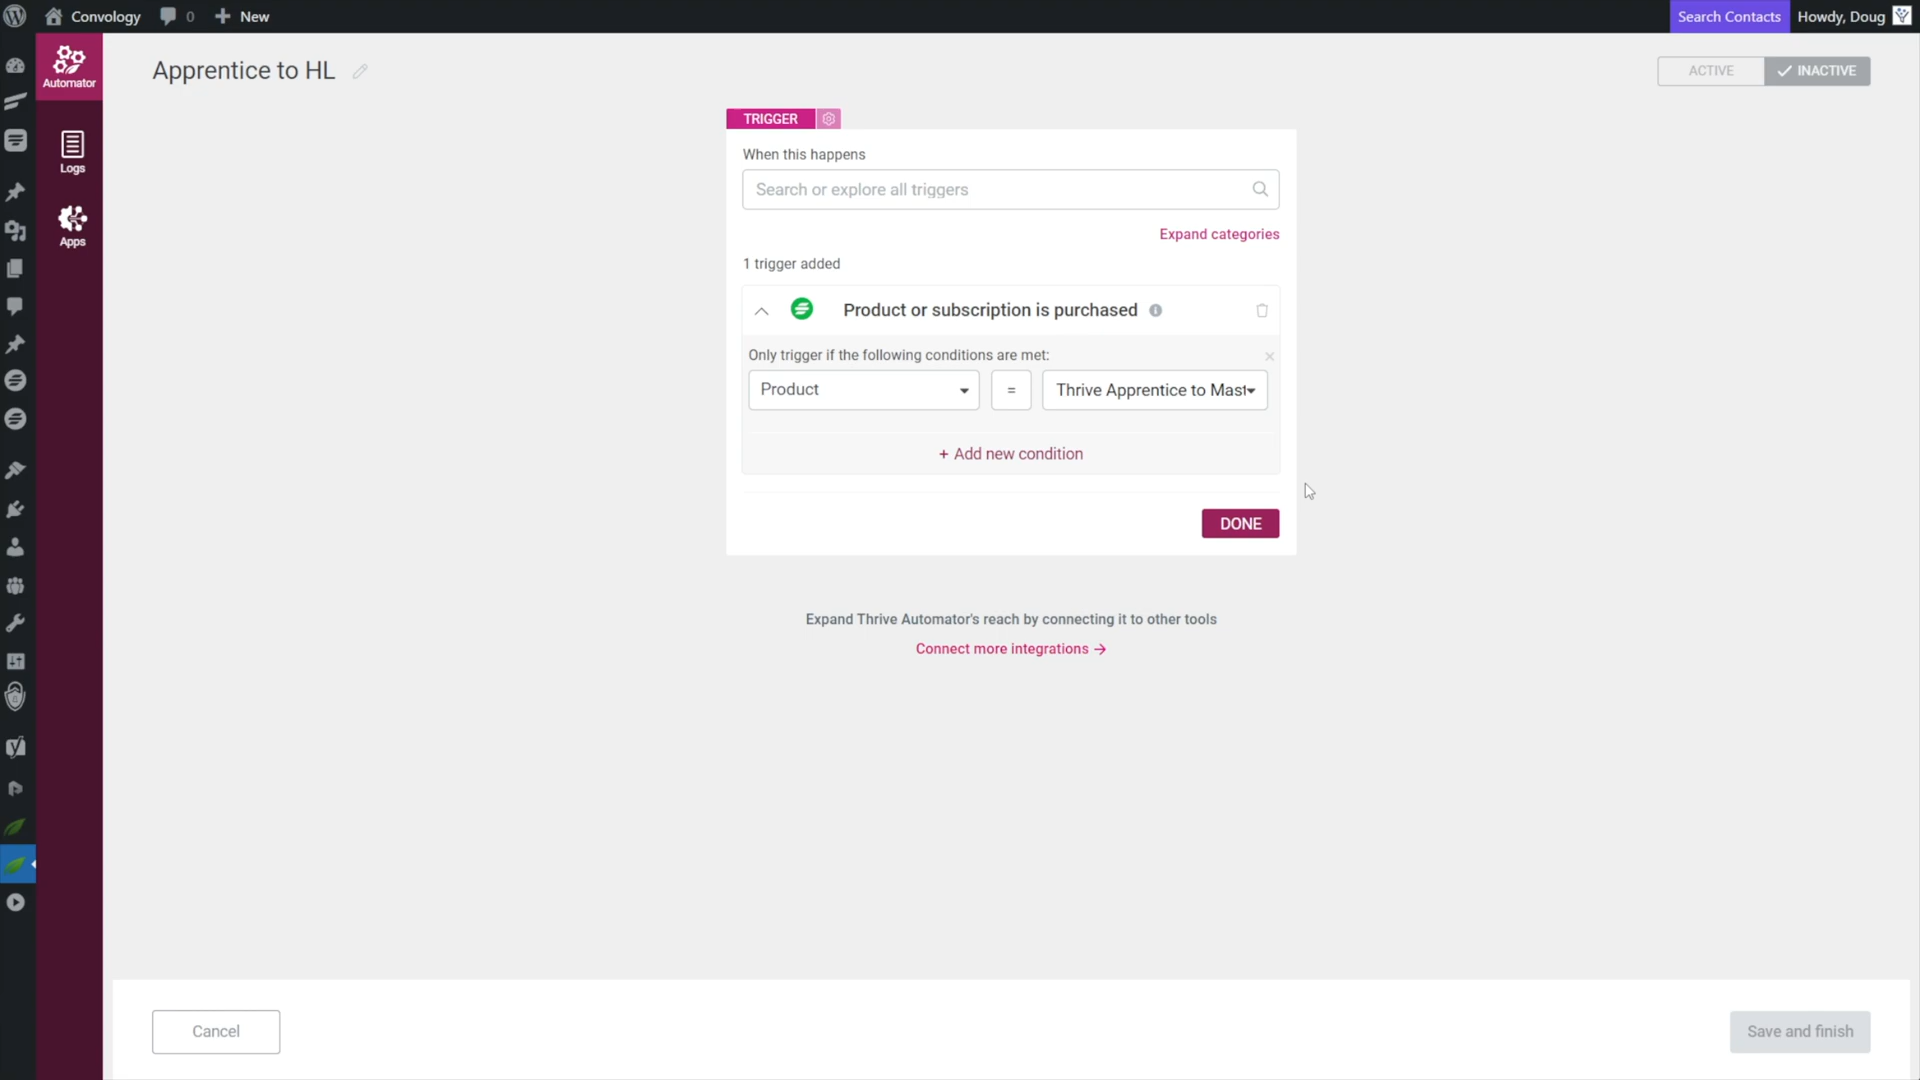 Convology
0
New
Search Contacts
Howdy, Doug
Automator
Logs
Apps
Apprentice to HL
ACTIVE
INACTIVE
TRIGGER
When this happens
Search or explore all triggers
Expand categories
1 trigger added
Product or subscription is purchased
Only trigger if the following conditions are met:
Product
=
Thrive Apprentice to Mast
+ Add new condition
DONE
Expand Thrive Automator's reach by connecting it to other tools
Connect more integrations →
Cancel
Save and finish